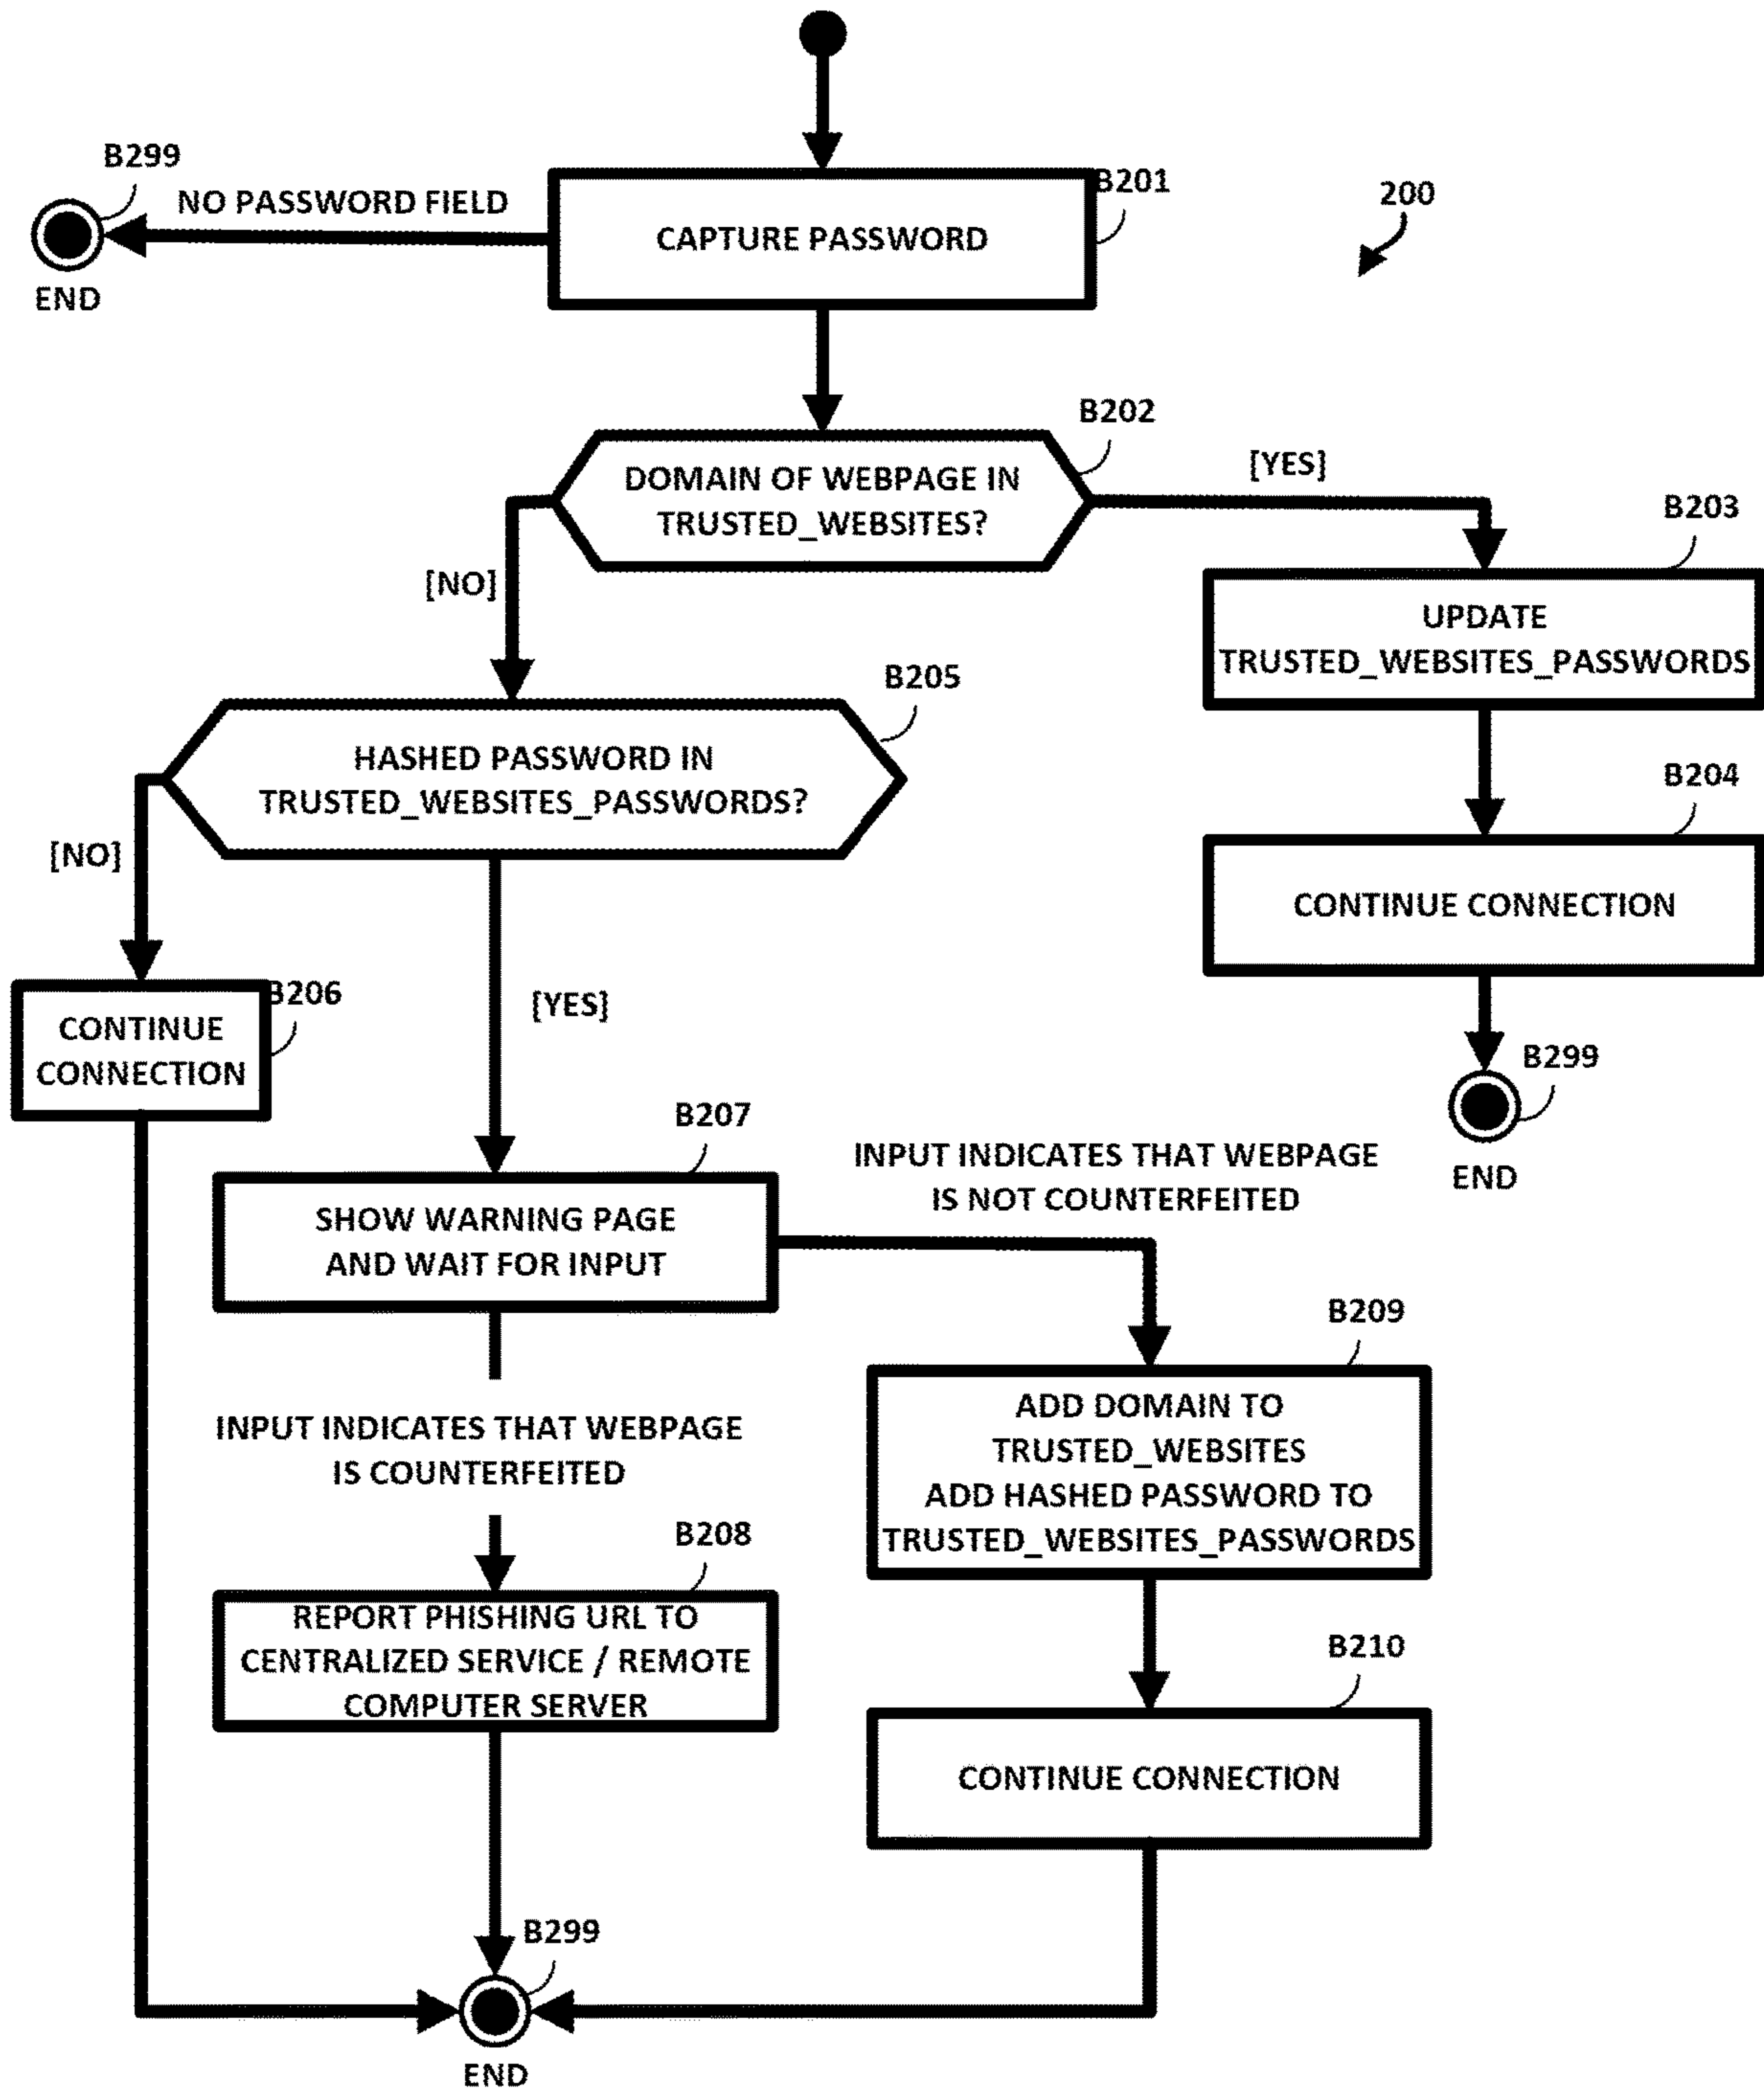 B299
NO PASSWORD FIELD
END
B201
CAPTURE PASSWORD
200
B202
DOMAIN OF WEBPAGE IN
TRUSTED_WEBSITES?
[YES]
[NO]
B203
UPDATE
TRUSTED_WEBSITES_PASSWORDS
B205
HASHED PASSWORD IN
TRUSTED_WEBSITES_PASSWORDS?
B204
CONTINUE CONNECTION
[NO]
B206
CONTINUE
CONNECTION
[YES]
B299
END
B207
SHOW WARNING PAGE
AND WAIT FOR INPUT
INPUT INDICATES THAT WEBPAGE
IS NOT COUNTERFEITED
B209
ADD DOMAIN TO
TRUSTED_WEBSITES
ADD HASHED PASSWORD TO
TRUSTED_WEBSITES_PASSWORDS
INPUT INDICATES THAT WEBPAGE
IS COUNTERFEITED
B208
REPORT PHISHING URL TO
CENTRALIZED SERVICE / REMOTE
COMPUTER SERVER
B210
CONTINUE CONNECTION
B299
END